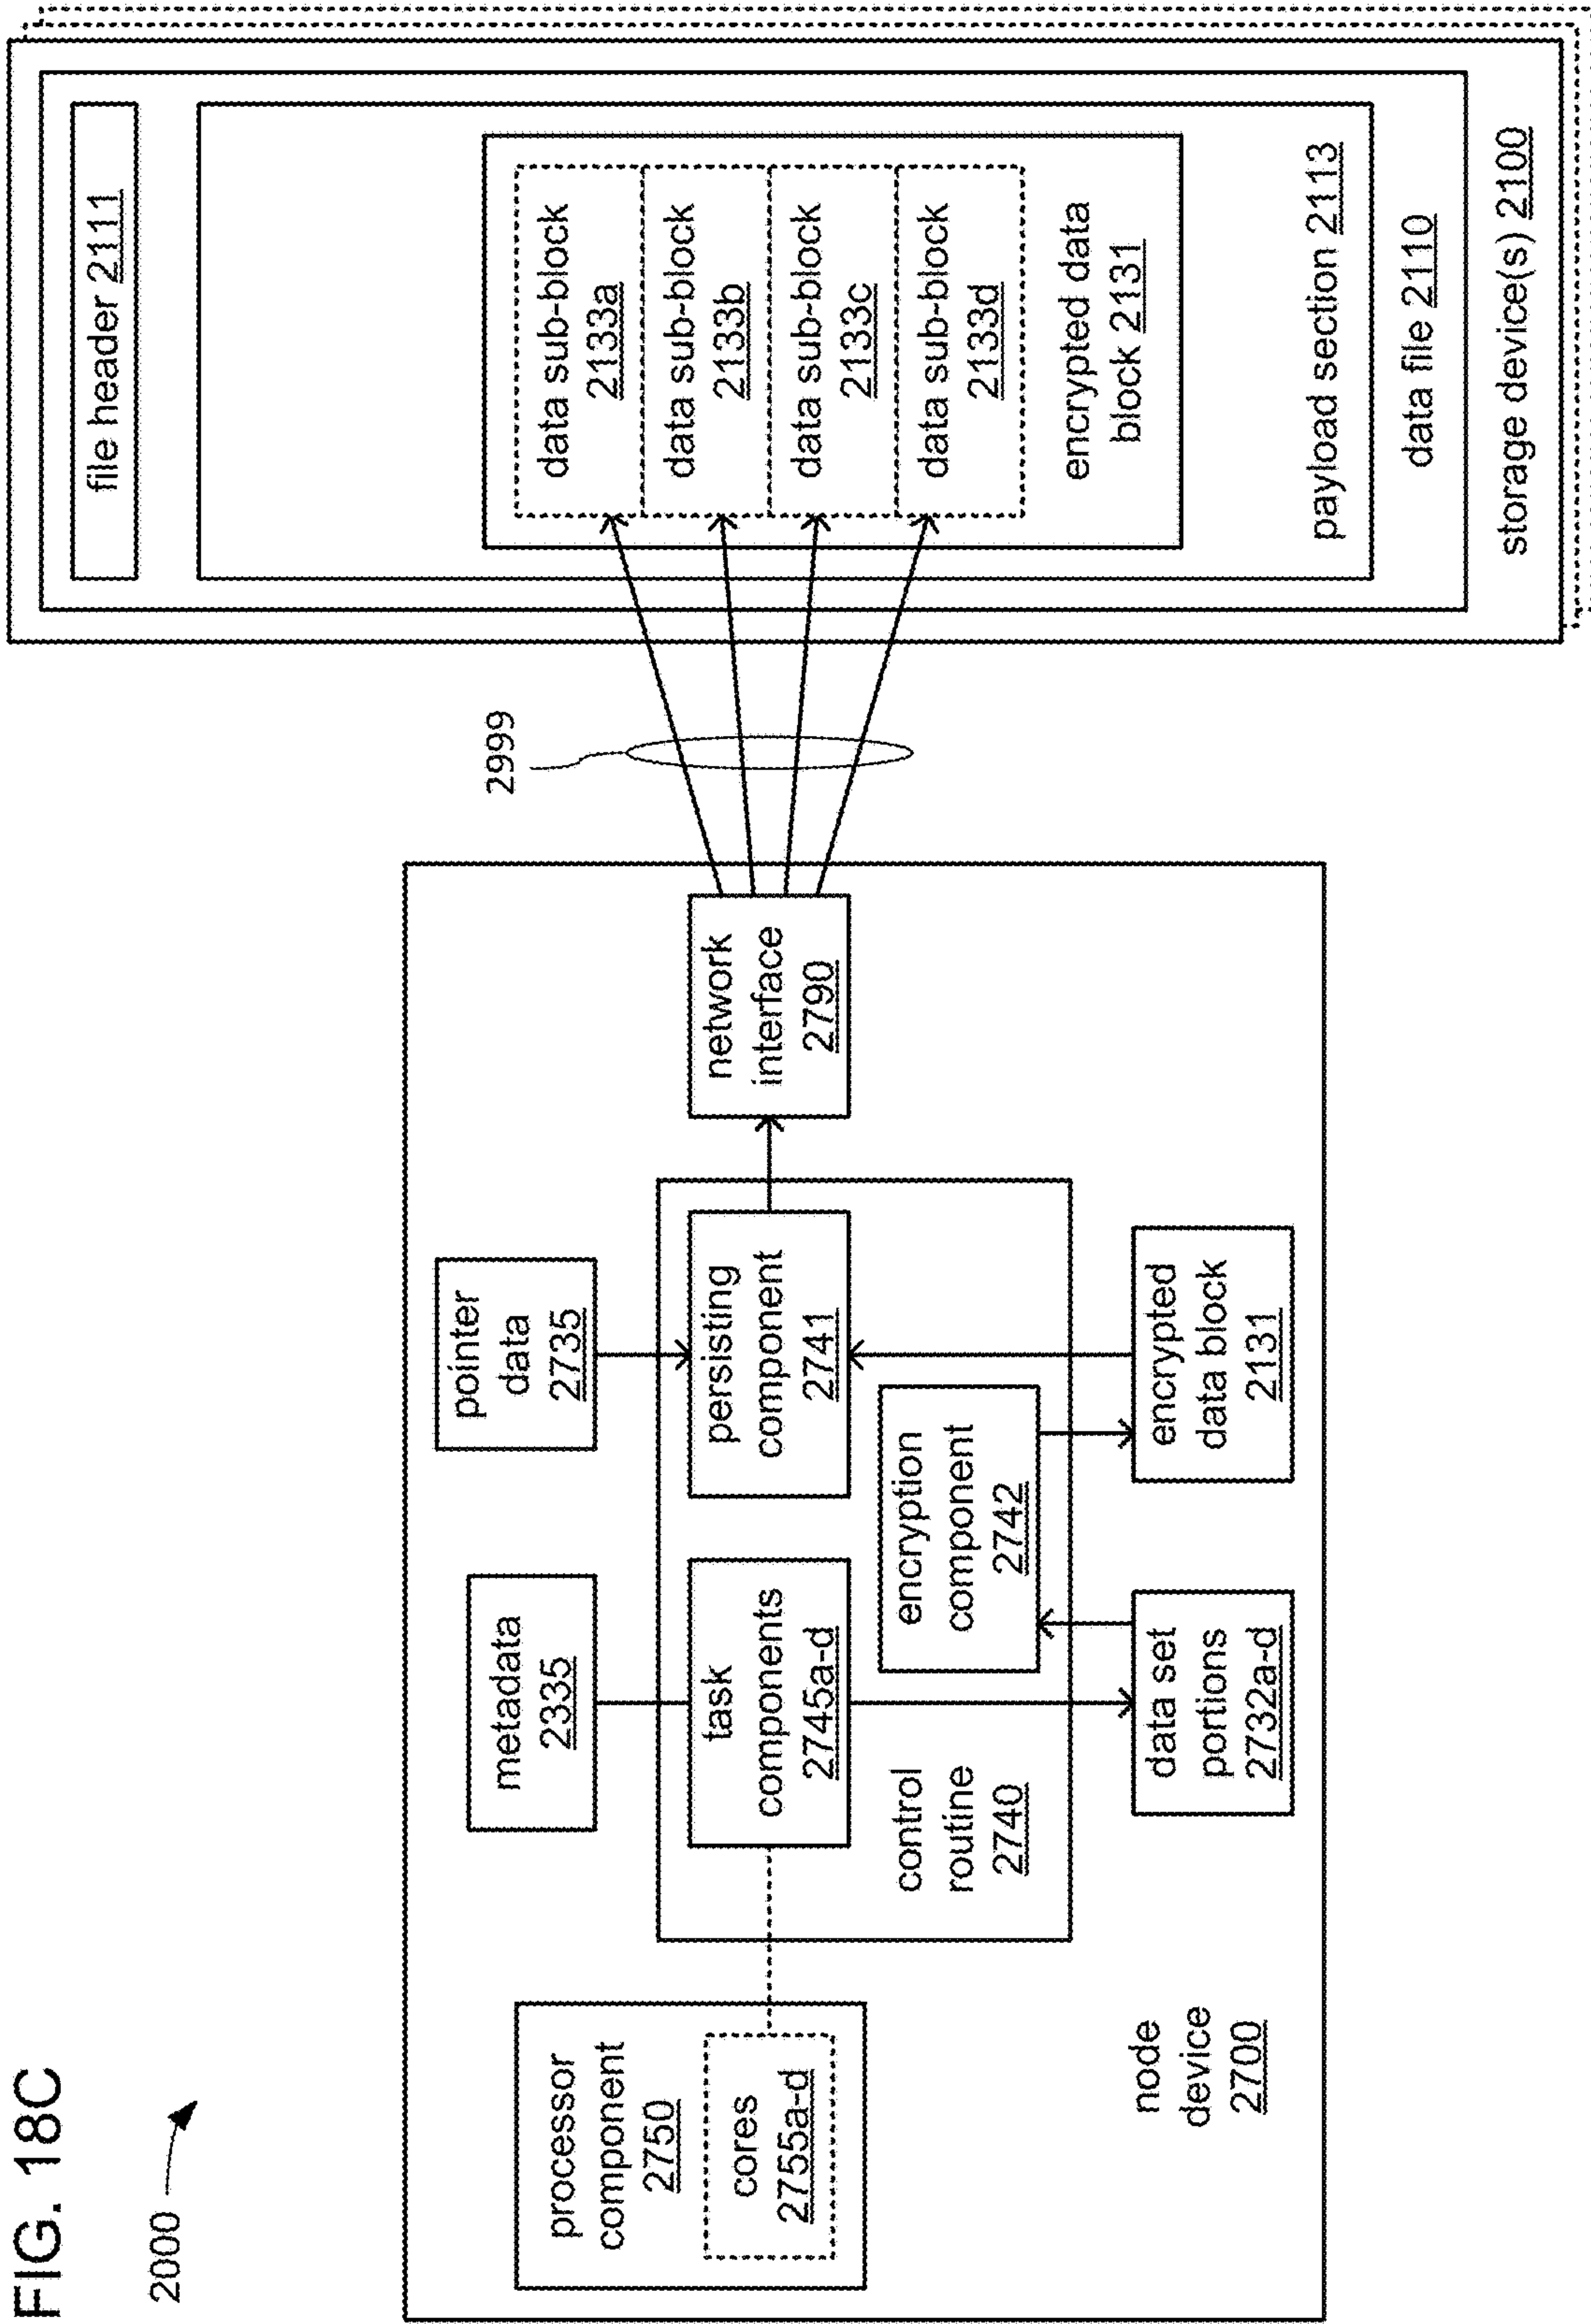 FIG. 18C
2000
processor
component
2750
cores
2755a-d
node
device
2700
metadata
2335
task
components
2745a-d
control
routine
2740
data set
portions
2732a-d
pointer
data
2735
persisting
component
2741
encryption
component
2742
encrypted
data block
2131
network
interface
2790
2999
file header 2111
data sub-block
2133a
data sub-block
2133b
data sub-block
2133c
data sub-block
2133d
encrypted data
block 2131
payload section 2113
data file 2110
storage device(s) 2100